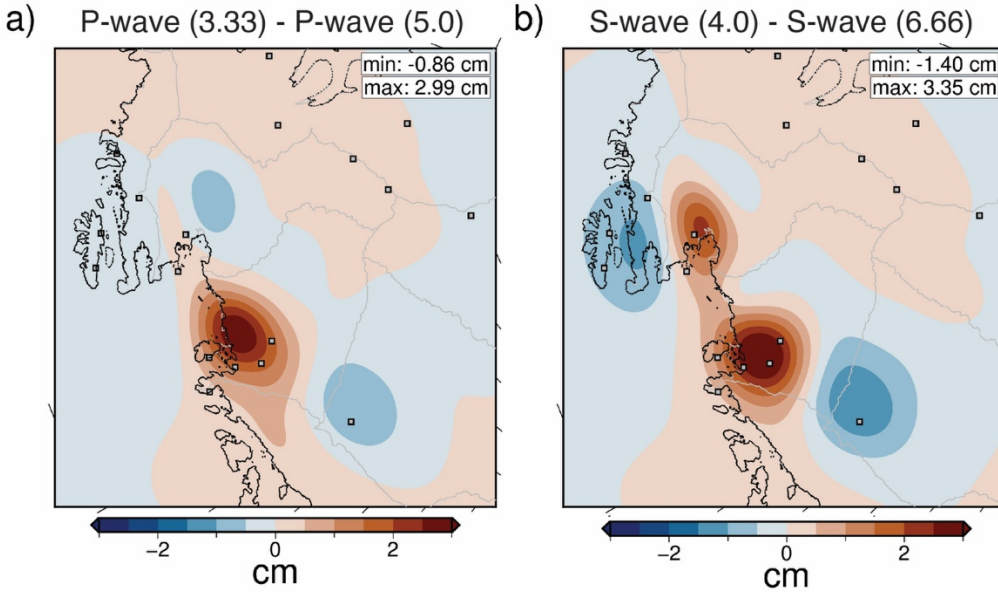 a) P-wave (3.33) - P-wave (5.0)
min: -0.86 cm
max: 2.99 cm
−2 0 2
cm
b) S-wave (4.0) - S-wave (6.66)
min: -1.40 cm
max: 3.35 cm
−2 0 2
cm